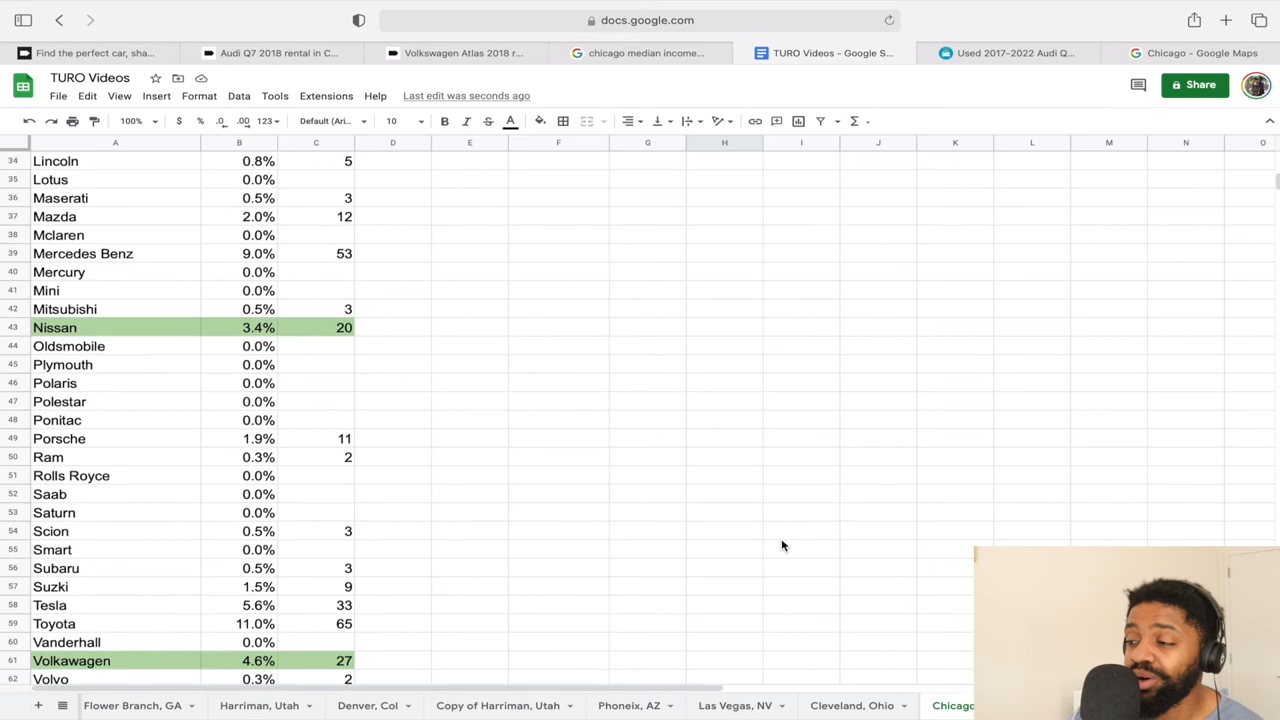 docs.google.com
Find the perfect car, sha...
Audi Q7 2018 rental in C...
Volkswagen Atlas 2018 r...
chicago median income...
TURO Videos - Google S...
Used 2017-2022 Audi Q...
Chicago - Google Maps
TURO Videos
File Edit View Insert Format Data Tools Extensions Help Last edit was seconds ago
Share
100% $ % .0 .00 123 Default (Ari... 10 B I S A
A B C D E F G H I J K L M N O
34 Lincoln 0.8% 5
35 Lotus 0.0%
36 Maserati 0.5% 3
37 Mazda 2.0% 12
38 Mclaren 0.0%
39 Mercedes Benz 9.0% 53
40 Mercury 0.0%
41 Mini 0.0%
42 Mitsubishi 0.5% 3
43 Nissan 3.4% 20
44 Oldsmobile 0.0%
45 Plymouth 0.0%
46 Polaris 0.0%
47 Polestar 0.0%
48 Ponitac 0.0%
49 Porsche 1.9% 11
50 Ram 0.3% 2
51 Rolls Royce 0.0%
52 Saab 0.0%
53 Saturn 0.0%
54 Scion 0.5% 3
55 Smart 0.0%
56 Subaru 0.5% 3
57 Suzki 1.5% 9
58 Tesla 5.6% 33
59 Toyota 11.0% 65
60 Vanderhall 0.0%
61 Volkawagen 4.6% 27
62 Volvo 0.3% 2
Flower Branch, GA Harriman, Utah Denver, Col Copy of Harriman, Utah Phoneix, AZ Las Vegas, NV Cleveland, Ohio Chicago